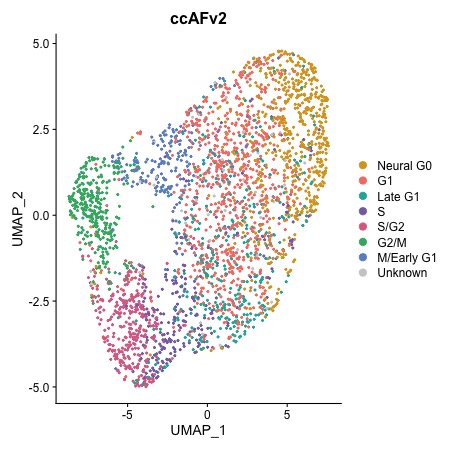 ccAFv2
5.0
2.5
0.0
-2.5
-5.0
UMAP_2
-5
0
5
UMAP_1
Neural G0
G1
Late G1
S
S/G2
G2/M
M/Early G1
Unknown